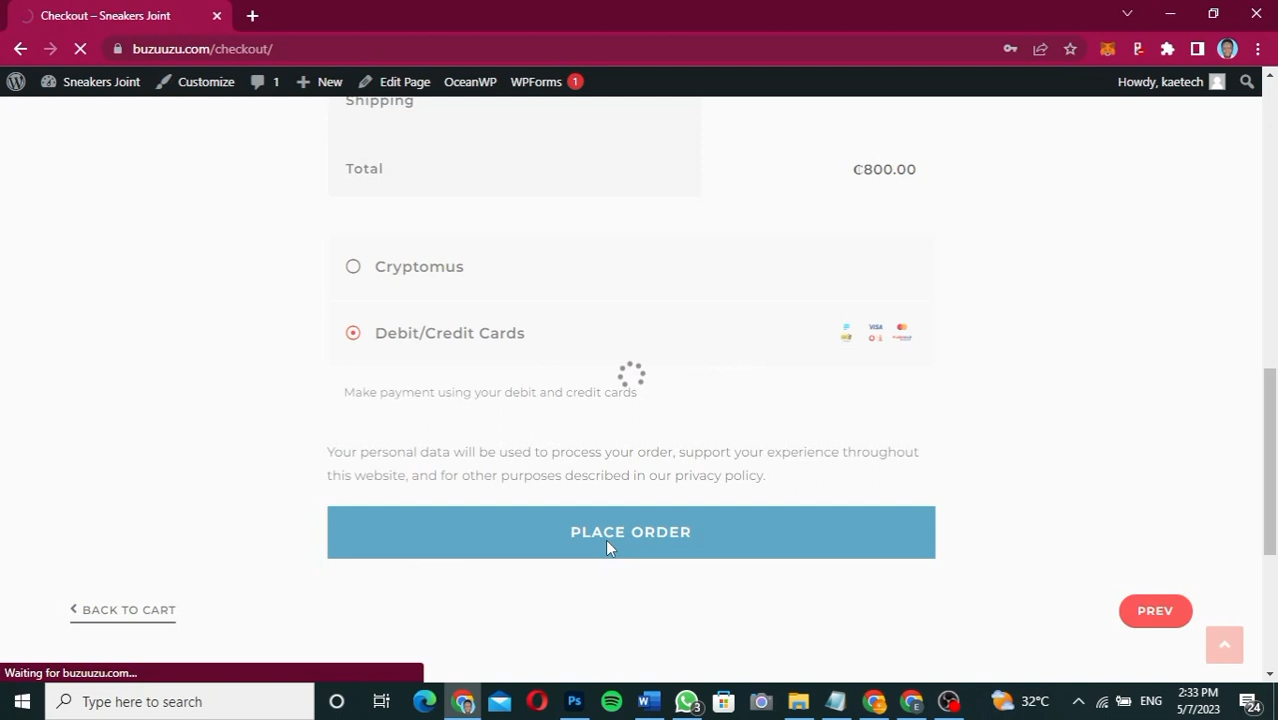 Checkout – Sneakers Joint
buzuuzu.com/checkout/
Sneakers Joint Customize 1 New Edit Page OceanWP WPForms 1 Howdy, kaetech
Shipping
Total ₵800.00
Cryptomus
Debit/Credit Cards VISA
Make payment using your debit and credit cards
Your personal data will be used to process your order, support your experience throughout
this website, and for other purposes described in our privacy policy.
PLACE ORDER
BACK TO CART
PREV
Waiting for buzuuzu.com...
Type here to search
3
32°C
ENG
2:33 PM
5/7/2023
24